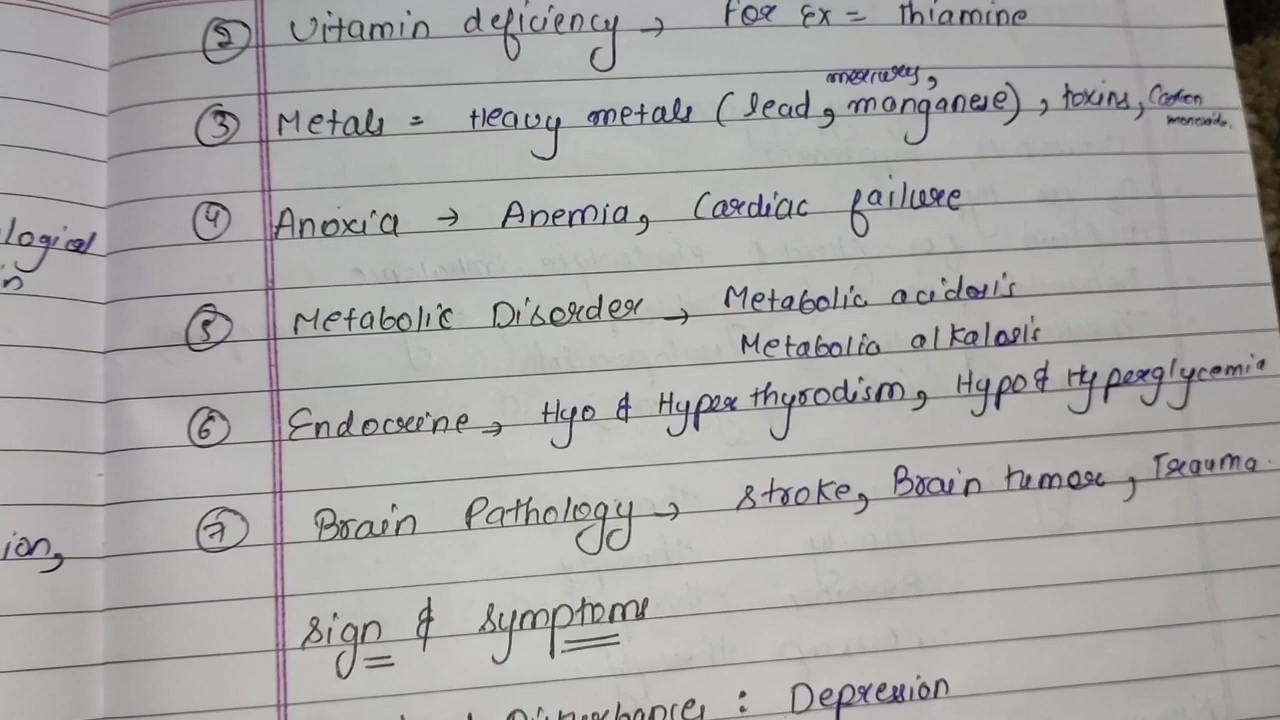 ② Vitamin deficiency → For Ex = Thiamine
③ Metals = Heavy metals (lead, mercury, manganese), toxins, Carbon monoxide.
④ Anoxia → Anemia, Cardiac failure
⑤ Metabolic Disorder → Metabolic acidosis
Metabolic alkalosis
⑥ Endocrine → Hyo & Hyper thyrodism, Hypo & Hyperglycemia
⑦ Brain Pathology → stroke, Brain tumor, Trauma.
logical
ion,
sign & symptoms
: Depression